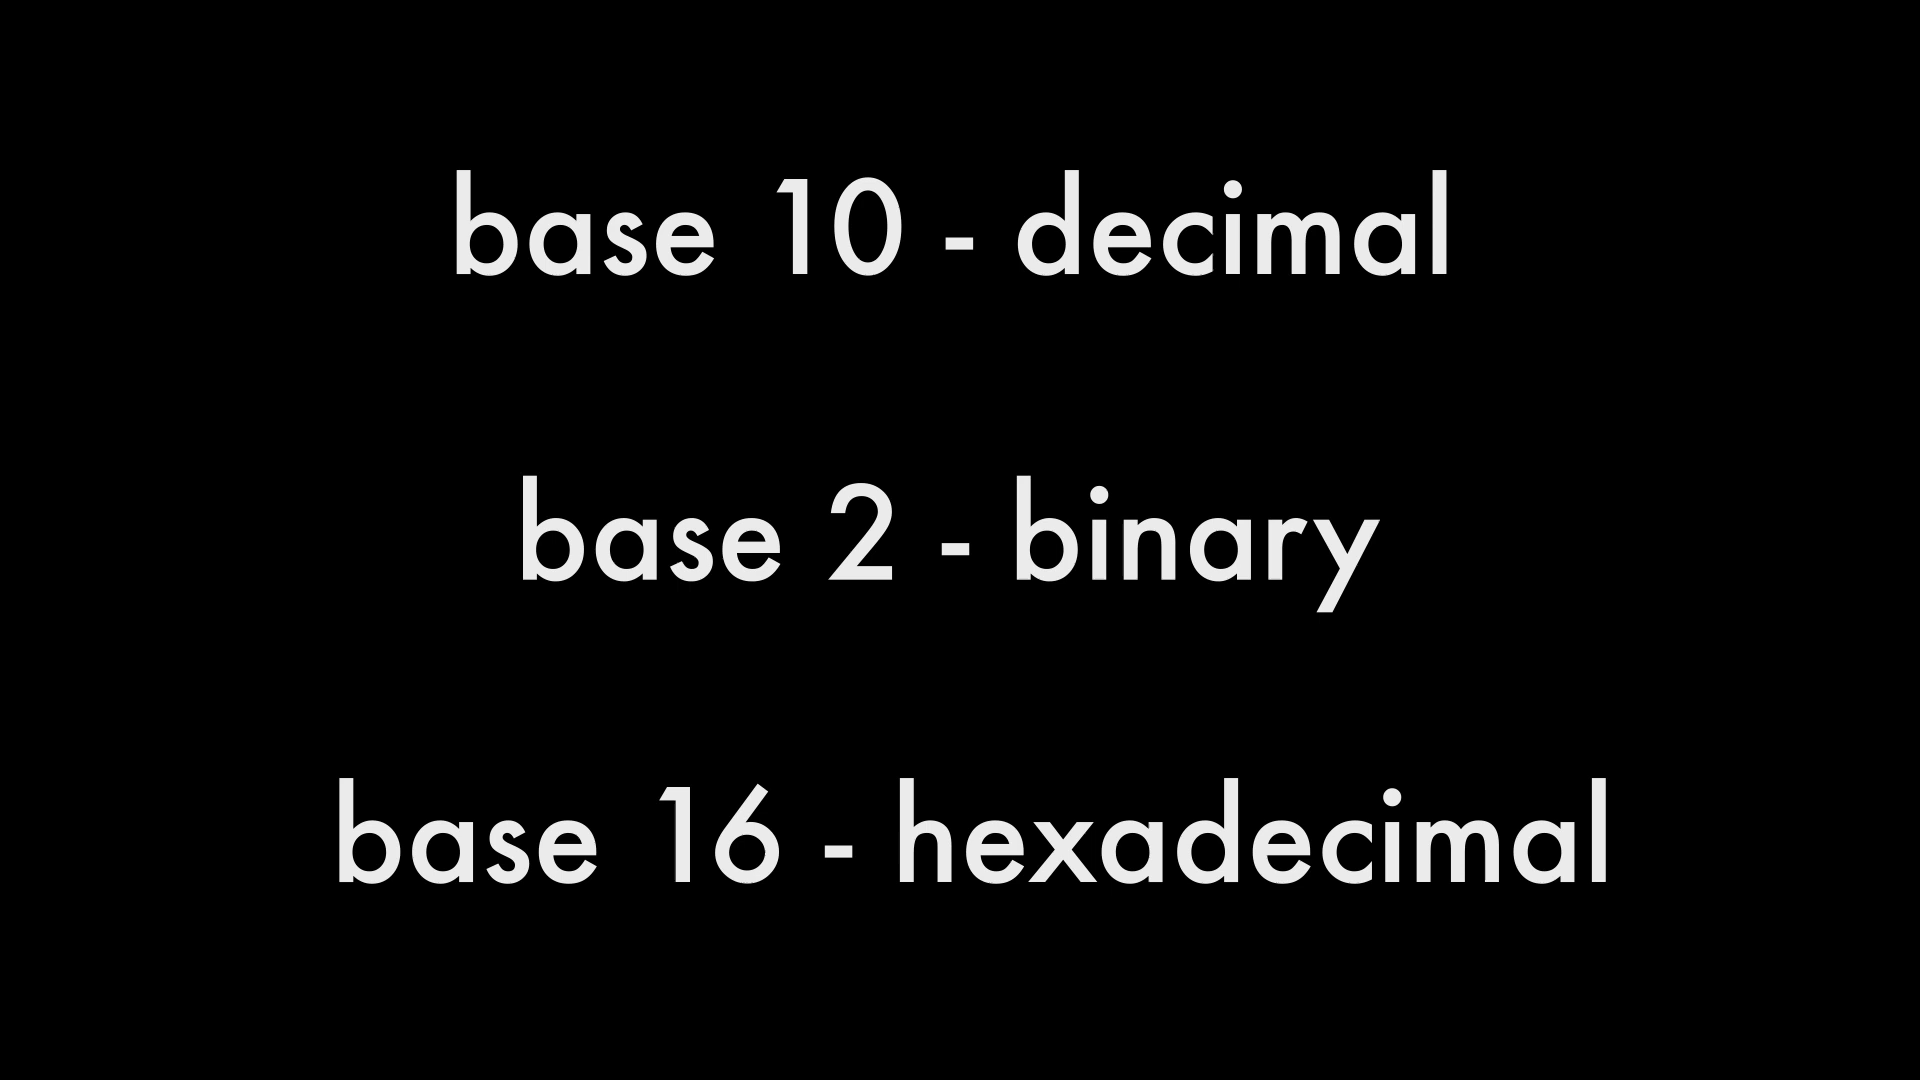 base 10 - decimal
base 2 - binary
base 16 - hexadecimal